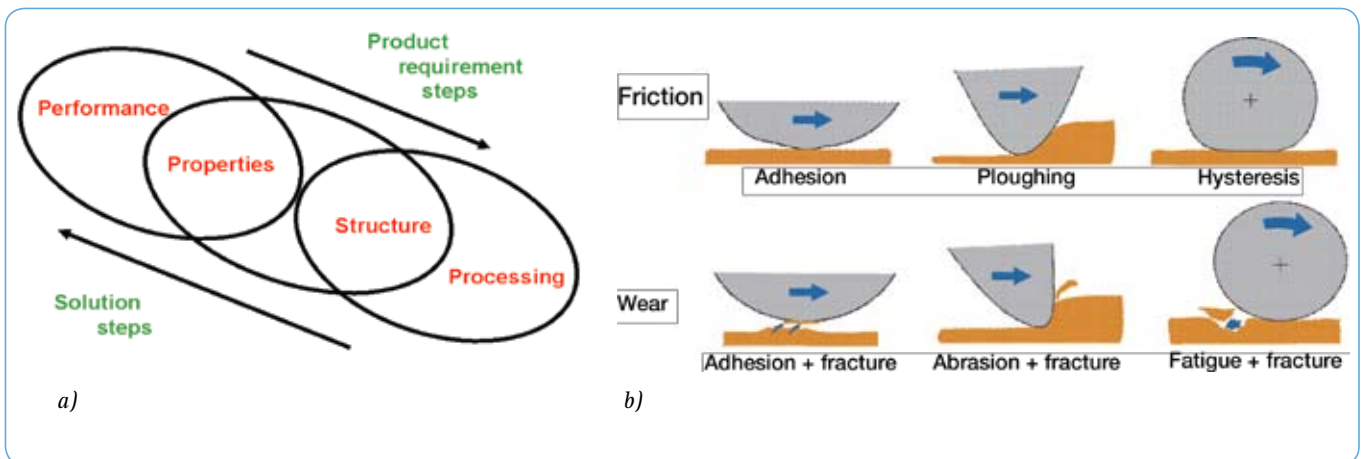 Product
requirement
steps
Performance
Properties
Structure
Processing
Solution
steps
a)
Friction
Adhesion Ploughing Hysteresis
Wear
Adhesion + fracture Abrasion + fracture Fatigue + fracture
b)